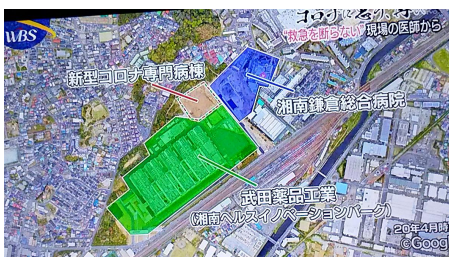 WBS
"救急を断らない" 現場の医師から
新型コロナ専門病棟
湘南鎌倉総合病院
武田薬品工業
(湘南ヘルスイノベーションパーク)
20年4月時
©Goog